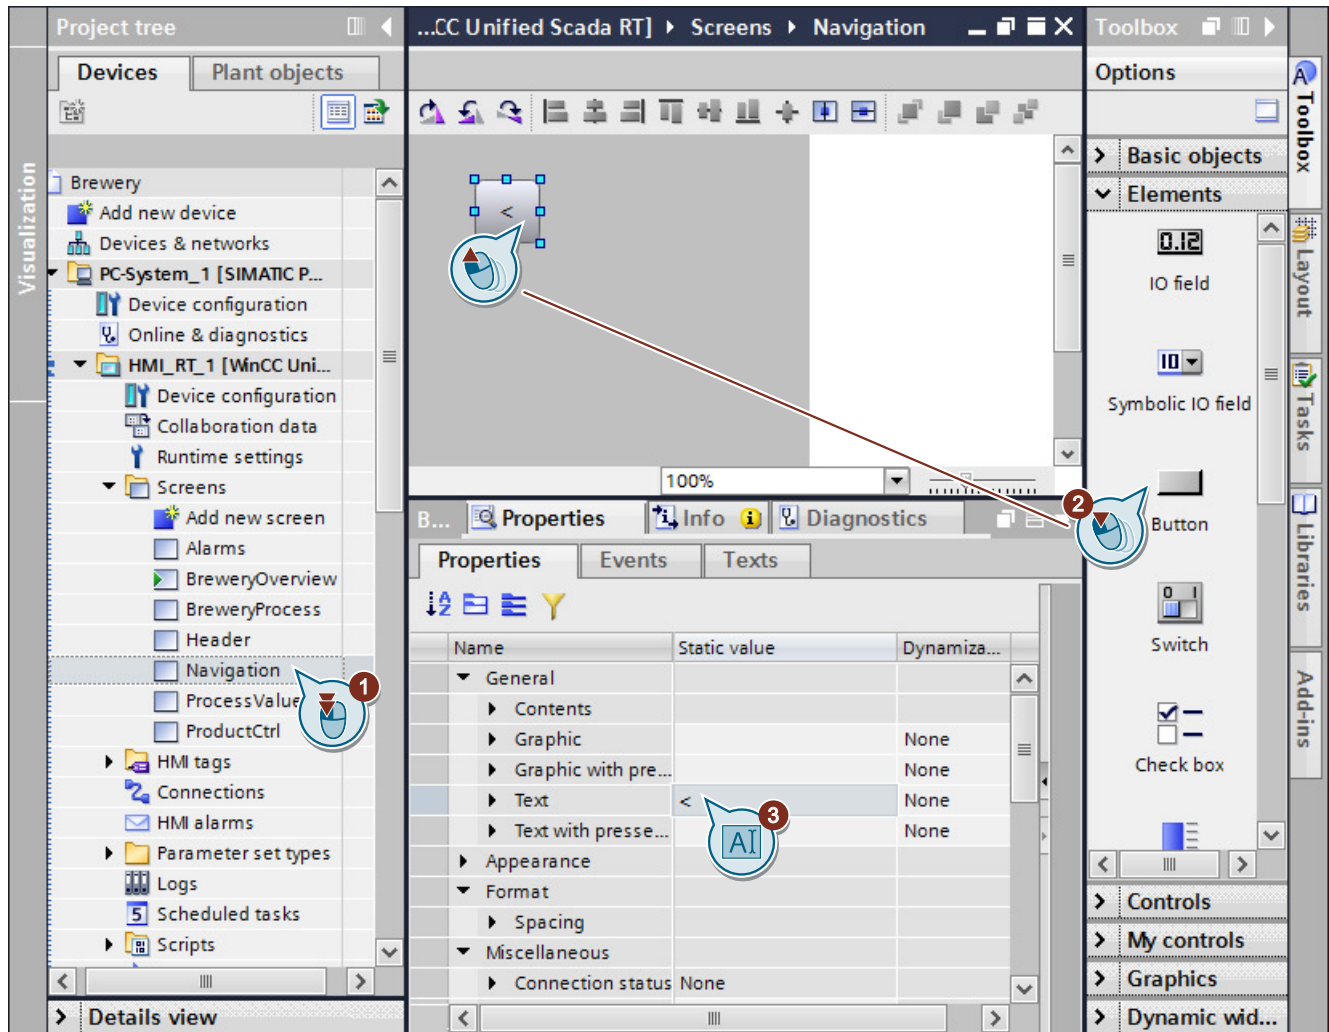 Project tree
Devices
Plant objects
Visualization
Brewery
Add new device
Devices & networks
PC-System_1 [SIMATIC P...
Device configuration
Online & diagnostics
HMI_RT_1 [WinCC Uni...
Device configuration
Collaboration data
Runtime settings
Screens
Add new screen
Alarms
BreweryOverview
BreweryProcess
Header
Navigation
1
ProcessValue
ProductCtrl
HMI tags
Connections
HMI alarms
Parameter set types
Logs
5 Scheduled tasks
Scripts
Details view
...CC Unified Scada RT] Screens Navigation
<
100%
B...
Properties
Info
Diagnostics
Properties
Events
Texts
Name Static value Dynamiza...
General
Contents
Graphic None
Graphic with pre... None
Text < None
3
AI
Text with presse... None
Appearance
Format
Spacing
Miscellaneous
Connection status None
Toolbox
Options
Basic objects
Elements
0.12
IO field
10
Symbolic IO field
2
Button
0 1
Switch
Check box
Controls
My controls
Graphics
Dynamic wid...
Toolbox
Layout
Tasks
Libraries
Add-ins